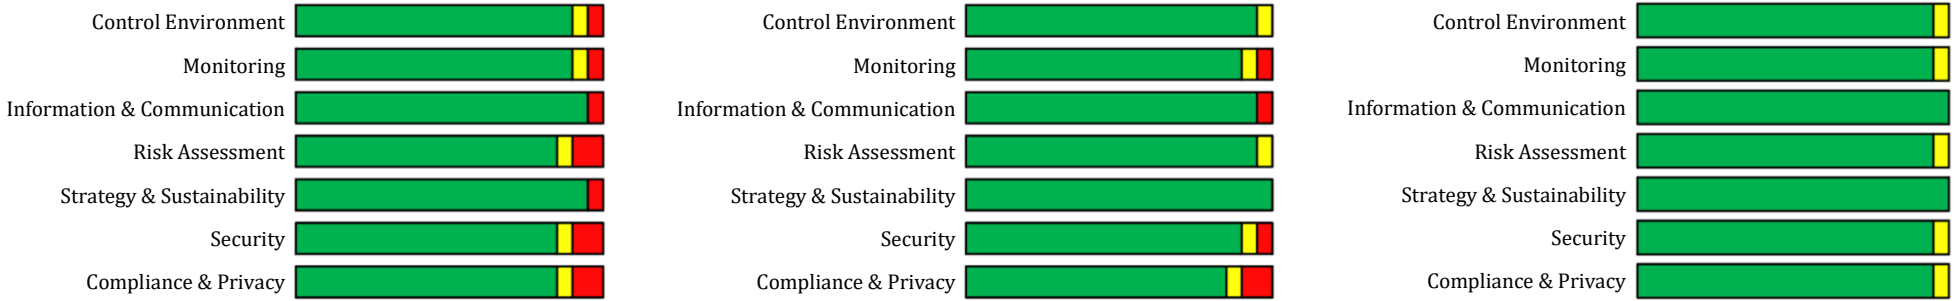 Control Environment
Monitoring
Information & Communication
Risk Assessment
Strategy & Sustainability
Security
Compliance & Privacy
Control Environment
Monitoring
Information & Communication
Risk Assessment
Strategy & Sustainability
Security
Compliance & Privacy
Control Environment
Monitoring
Information & Communication
Risk Assessment
Strategy & Sustainability
Security
Compliance & Privacy